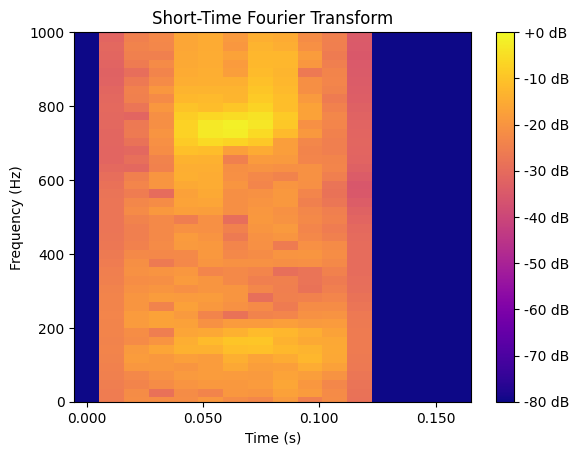 Short-Time Fourier Transform
1000
800
600
400
200
0
Frequency (Hz)
0.000
0.050
0.100
0.150
Time (s)
+0 dB
-10 dB
-20 dB
-30 dB
-40 dB
-50 dB
-60 dB
-70 dB
-80 dB